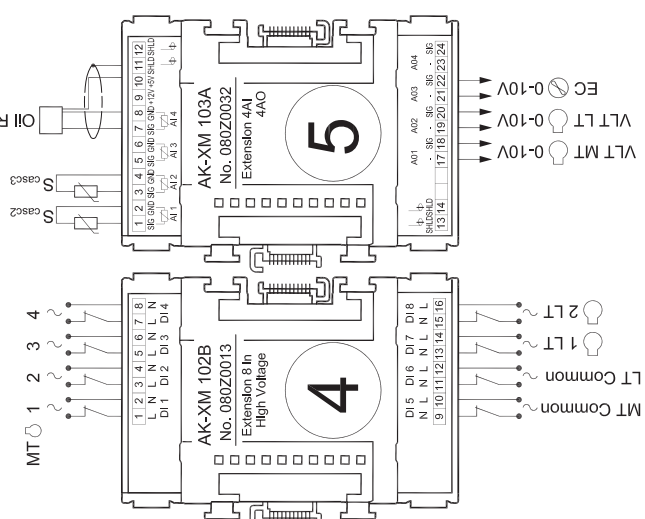 Oil R
S casc3
S casc2
1 2 3 4 5 6 7 8 9 10 11 12
SIG GND SIG GND SIG GND SIG GND +12V +5V SHLD SHLD
AI 1 AI 2 AI 3 AI 4
AK-XM 103A
No. 080Z0032
Extension 4AI
4AO
5
A01 A02 A03 A04
- SIG - SIG - SIG - SIG
SHLD SHLD
13 14 17 18 19 20 21 22 23 24
EC 0-10V
VLT LT 0-10V
VLT MT 0-10V
MT 1 2 3 4
1 2 3 4 5 6 7 8
L N L N L N L N
DI 1 DI 2 DI 3 DI 4
AK-XM 102B
No. 080Z0013
Extension 8 In
High Voltage
4
DI 5 DI 6 DI 7 DI 8
N L N L N L N L
9 10 11 12 13 14 15 16
2 LT
1 LT
LT Common
MT Common